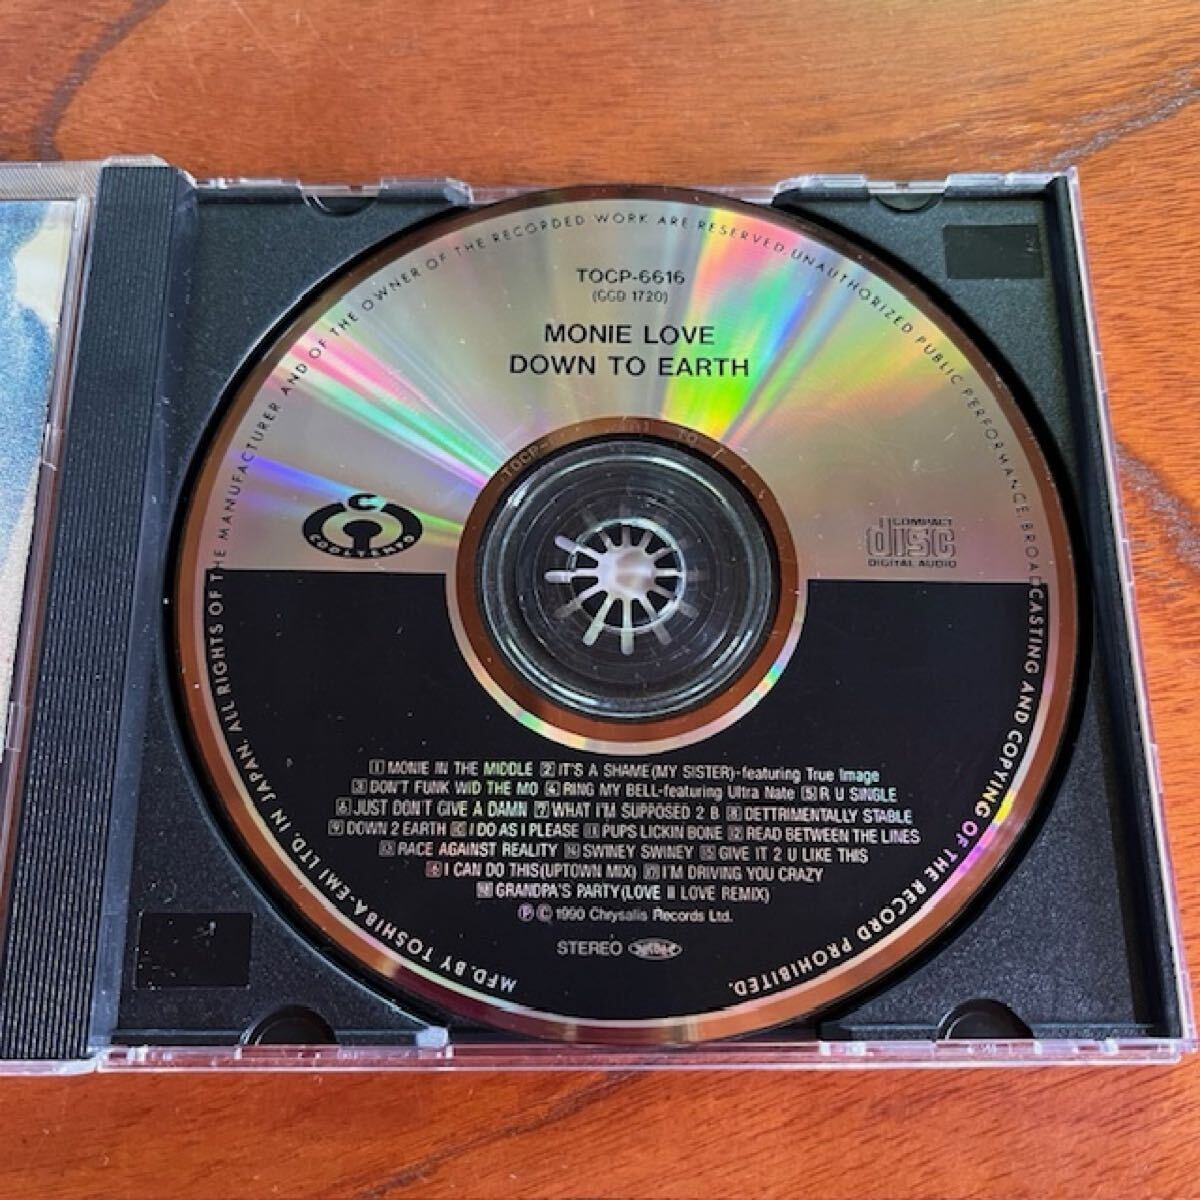 TOCP-6616
(CCD 1720)
MONIE LOVE
DOWN TO EARTH
C
COOLTEMPO
COMPACT
disc
DIGITAL AUDIO
1 MONIE IN THE MIDDLE 2 IT'S A SHAME(MY SISTER)-featuring True Image
3 DON'T FUNK WID THE MO 4 RING MY BELL-featuring Ultra Nate 5 R U SINGLE
6 JUST DON'T GIVE A DAMN 7 WHAT I'M SUPPOSED 2 B 8 DETTRIMENTALLY STABLE
9 DOWN 2 EARTH 10 I DO AS I PLEASE 11 PUPS LICKIN BONE 12 READ BETWEEN THE LINES
13 RACE AGAINST REALITY 14 SWINEY SWINEY 15 GIVE IT 2 U LIKE THIS
16 I CAN DO THIS(UPTOWN MIX) 17 I'M DRIVING YOU CRAZY
18 GRANDPA'S PARTY(LOVE II LOVE REMIX)
Ⓟ © 1990 Chrysalis Records Ltd.
STEREO
MFD. BY TOSHIBA-EMI LTD. IN JAPAN. ALL RIGHTS OF THE MANUFACTURER AND OF THE OWNER OF THE RECORDED WORK ARE RESERVED. UNAUTHORIZED PUBLIC PERFORMANCE, BROADCASTING AND COPYING OF THE RECORD PROHIBITED.